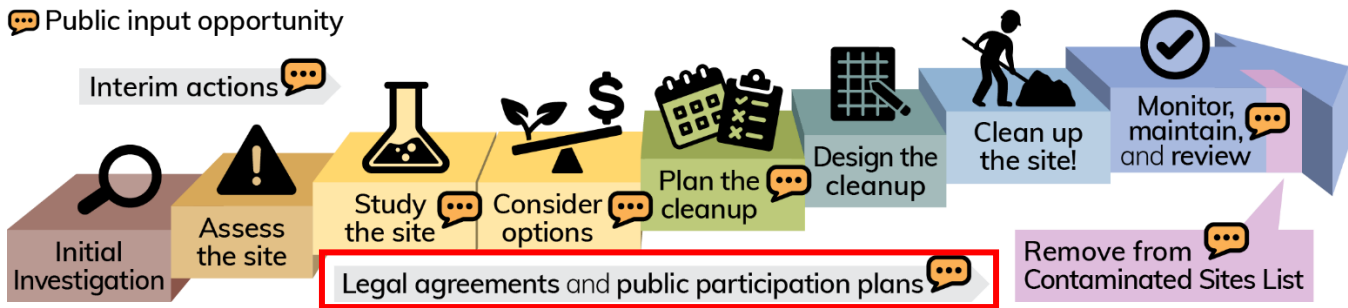 Public input opportunity
Interim actions
Initial
Investigation
Assess
the site
Study
the site
Consider
options
Plan the
cleanup
Design the
cleanup
Clean up
the site!
Monitor,
maintain,
and review
Legal agreements and public participation plans
Remove from
Contaminated Sites List